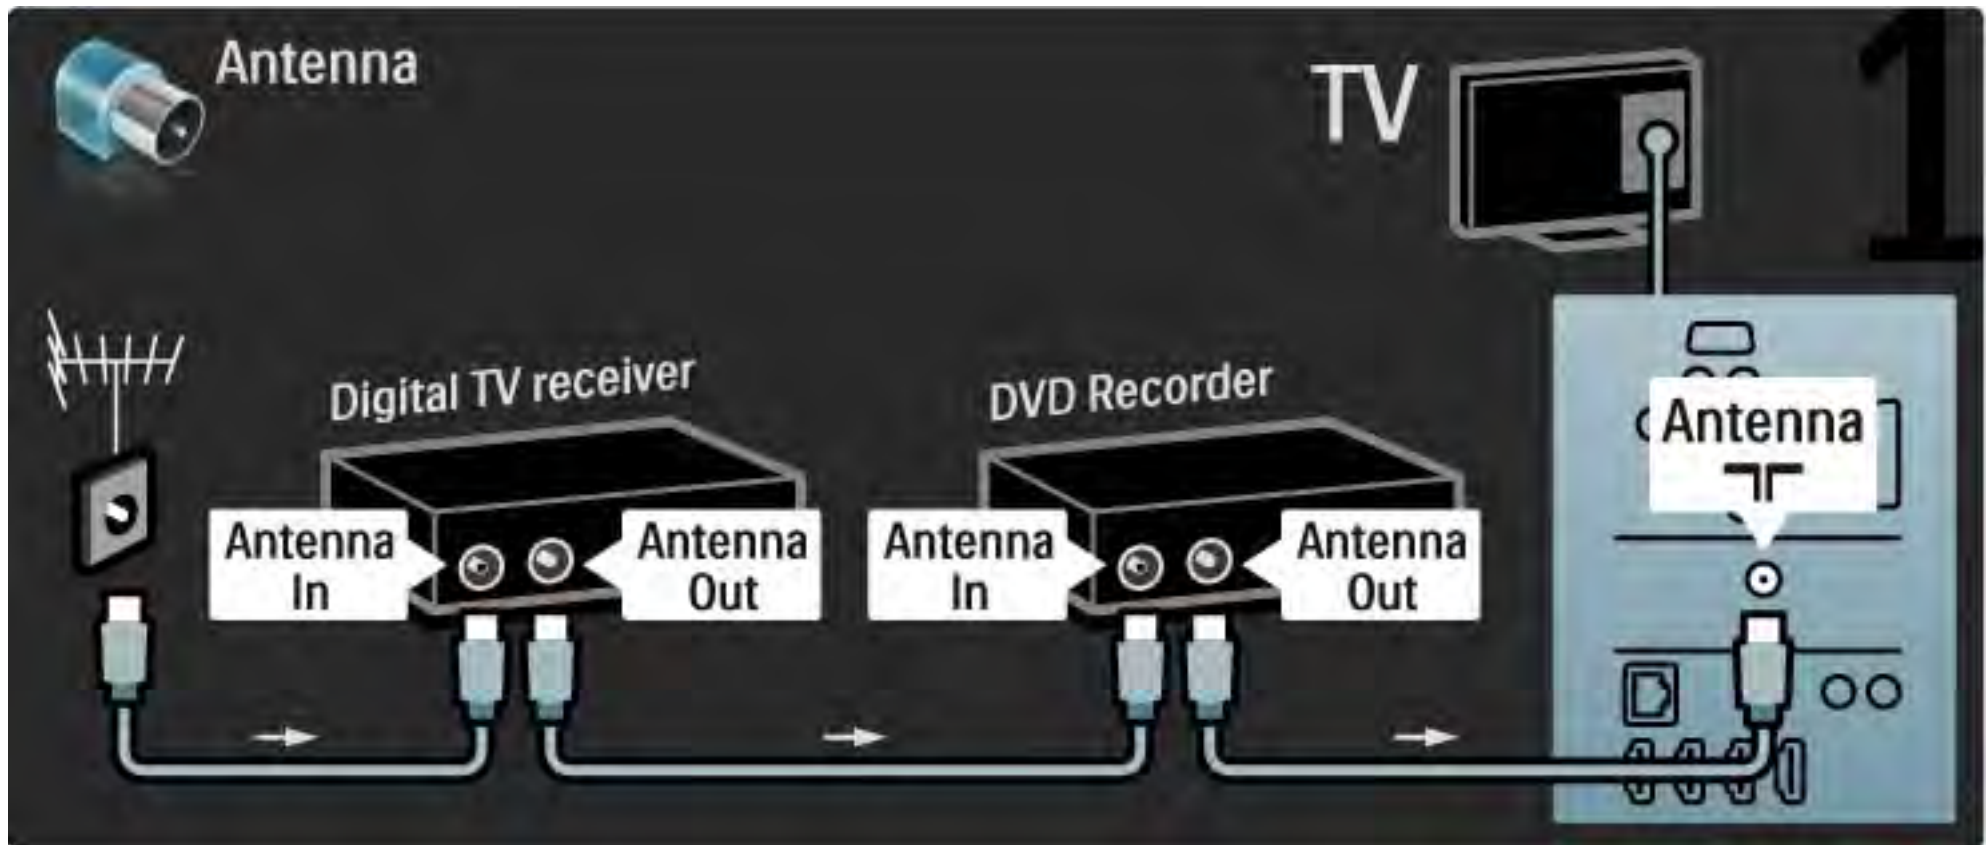 Antenna
TV
1
Digital TV receiver
DVD Recorder
Antenna
Antenna
In
Antenna
Out
Antenna
In
Antenna
Out